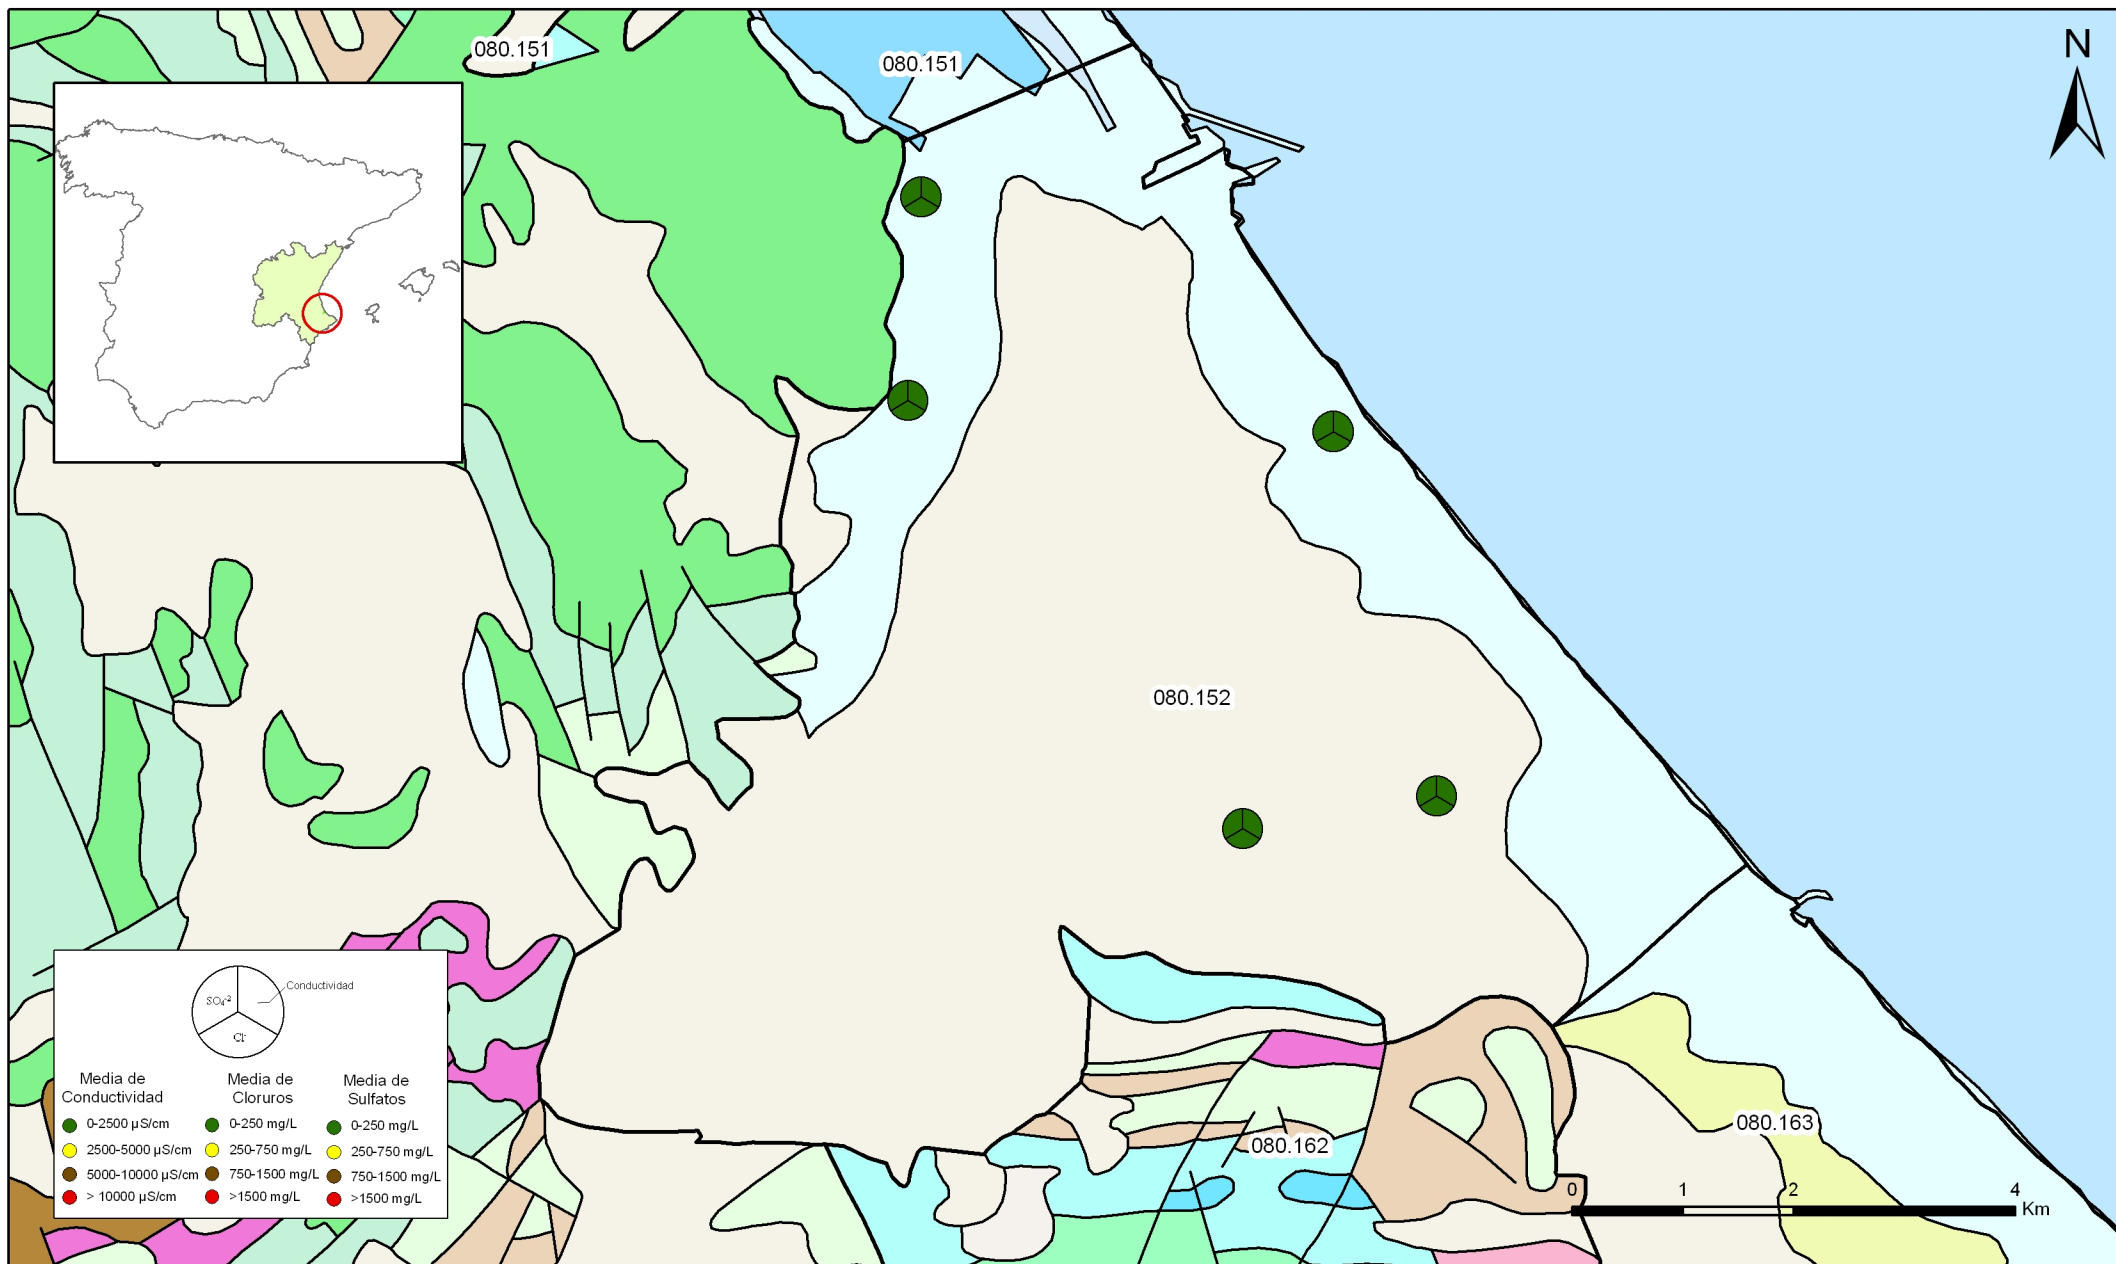 080.151
080.151
N
080.152
080.162
080.163
0 1 2 4
Km
SO₄⁻²
Conductividad
Cl⁻
Media de
Conductividad
0-2500 µS/cm
2500-5000 µS/cm
5000-10000 µS/cm
> 10000 µS/cm
Media de
Cloruros
0-250 mg/L
250-750 mg/L
750-1500 mg/L
>1500 mg/L
Media de
Sulfatos
0-250 mg/L
250-750 mg/L
750-1500 mg/L
>1500 mg/L